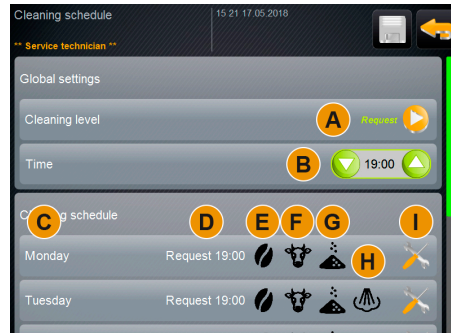 Cleaning schedule 15 21 17.05.2018
** Service technician **
Global settings
Cleaning level A Request
Time B 19:00
C D E F G I
schedule
H
Monday Request 19:00
Tuesday Request 19:00